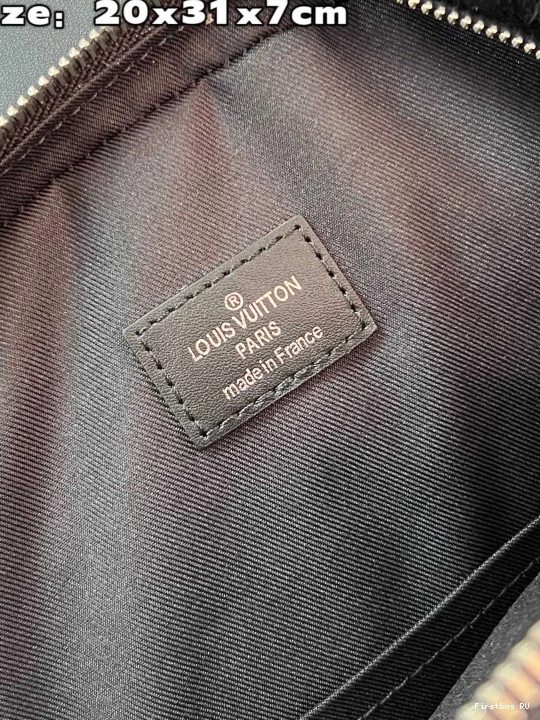 ze: 20x31x7cm
®
LOUIS VUITTON
PARIS
made in France
Firstbag RU